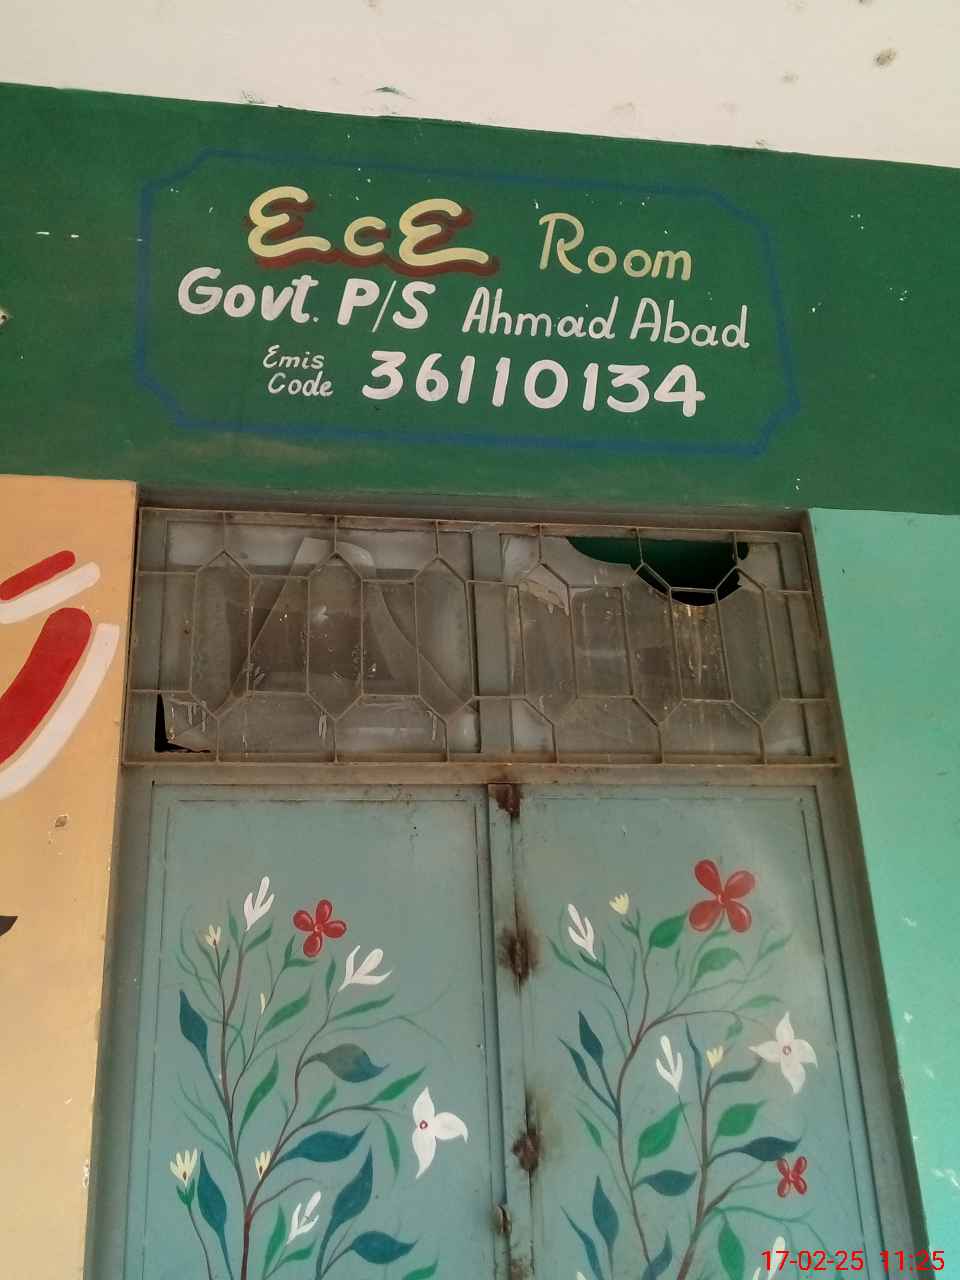 EcE Room
Govt. P/S Ahmad Abad
Emis Code 36110134
17-02-25 11:25